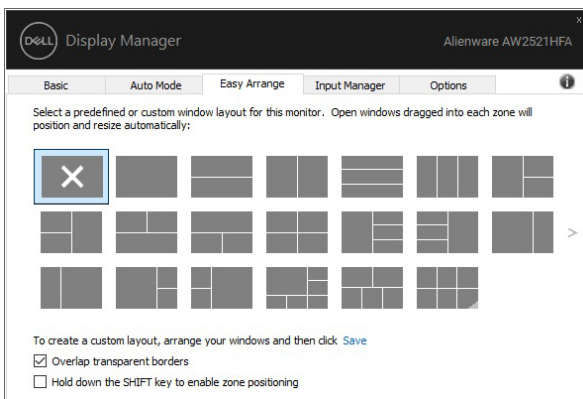 DELL Display Manager Alienware AW2521HFA
Basic Auto Mode Easy Arrange Input Manager Options
Select a predefined or custom window layout for this monitor. Open windows dragged into each zone will
position and resize automatically:
To create a custom layout, arrange your windows and then click Save
Overlap transparent borders
Hold down the SHIFT key to enable zone positioning